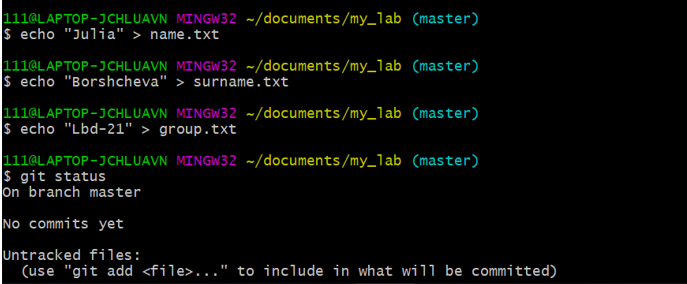 111@LAPTOP-JCHLUAVN MINGW32 ~/documents/my_lab (master)
$ echo "Julia" > name.txt
111@LAPTOP-JCHLUAVN MINGW32 ~/documents/my_lab (master)
$ echo "Borshcheva" > surname.txt
111@LAPTOP-JCHLUAVN MINGW32 ~/documents/my_lab (master)
$ echo "Lbd-21" > group.txt
111@LAPTOP-JCHLUAVN MINGW32 ~/documents/my_lab (master)
$ git status
On branch master
No commits yet
Untracked files:
(use "git add <file>..." to include in what will be committed)